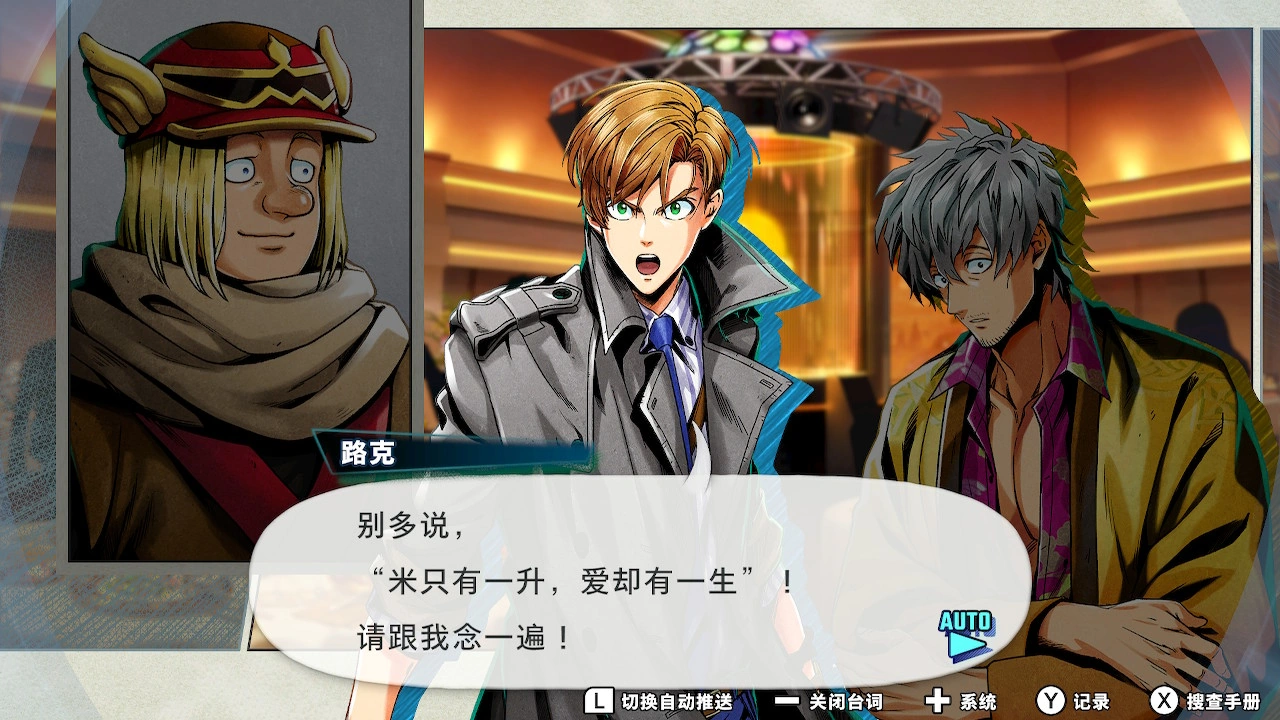 路克
别多说，
“米只有一升，爱却有一生”！
请跟我念一遍！
AUTO
L 切换自动推送 关闭台词 系统 Y 记录 X 搜查手册